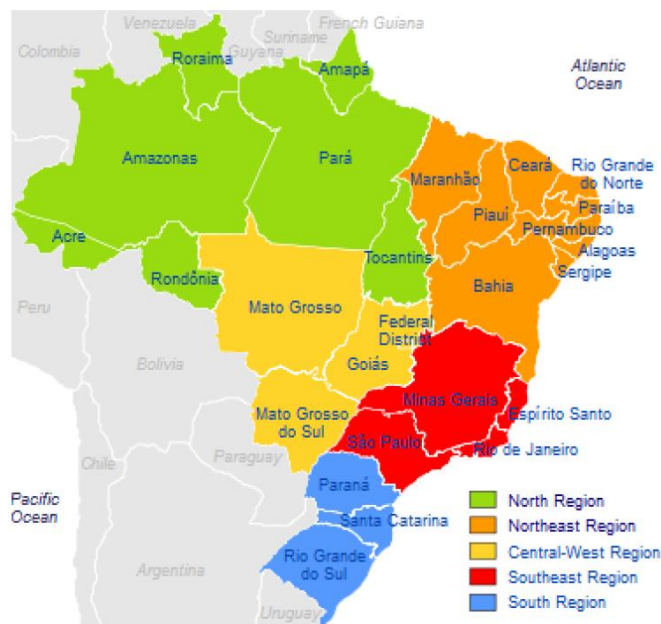 Venezuela
Suriname
French Guiana
Colombia
Guyana
Roraima
Amapá
Atlantic
Ocean
Amazonas
Pará
Maranhão
Ceará
Rio Grande
do Norte
Piauí
Paraíba
Pernambuco
Alagoas
Sergipe
Acre
Rondônia
Tocantins
Bahia
Peru
Mato Grosso
Federal
District
Goiás
Bolivia
Minas Gerais
Espírito Santo
Mato Grosso
do Sul
São Paulo
Rio de Janeiro
Paraguay
Chile
Paraná
Pacific
Ocean
Santa Catarina
Rio Grande
do Sul
Argentina
Uruguay
North Region
Northeast Region
Central-West Region
Southeast Region
South Region